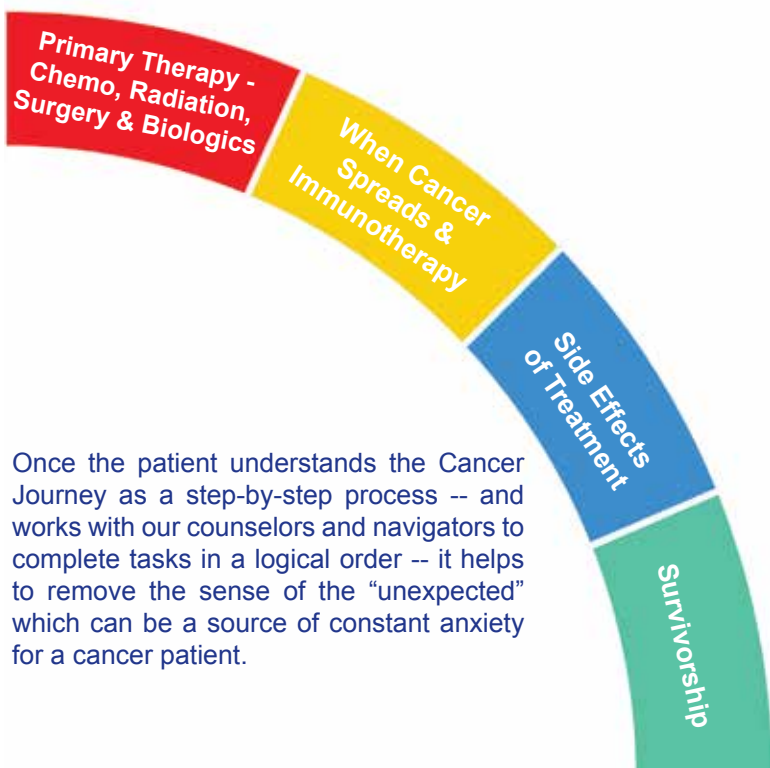 Primary Therapy -
Chemo, Radiation,
Surgery & Biologics
When Cancer
Spreads &
Immunotherapy
Side Effects
of Treatment
Survivorship
Once the patient understands the Cancer
Journey as a step-by-step process -- and
works with our counselors and navigators to
complete tasks in a logical order -- it helps
to remove the sense of the “unexpected”
which can be a source of constant anxiety
for a cancer patient.